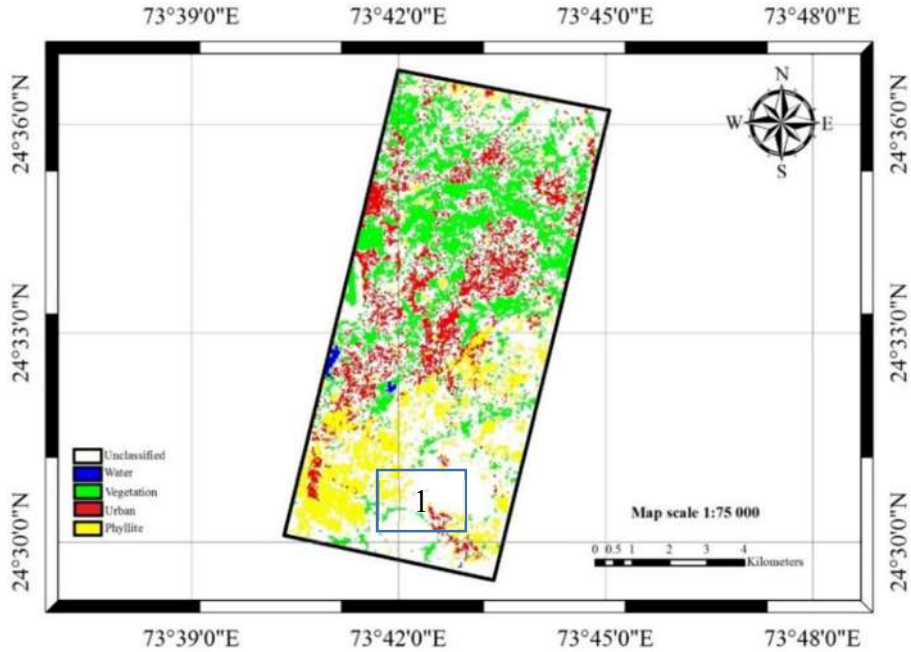 73°39'0"E 73°42'0"E 73°45'0"E 73°48'0"E
24°36'0"N
24°33'0"N
24°30'0"N
N
W E
S
24°36'0"N
24°33'0"N
24°30'0"N
Unclassified
Water
Vegetation
Urban
Phyllite
1
Map scale 1:75 000
0 0.5 1 2 3 4
Kilometers
73°39'0"E 73°42'0"E 73°45'0"E 73°48'0"E